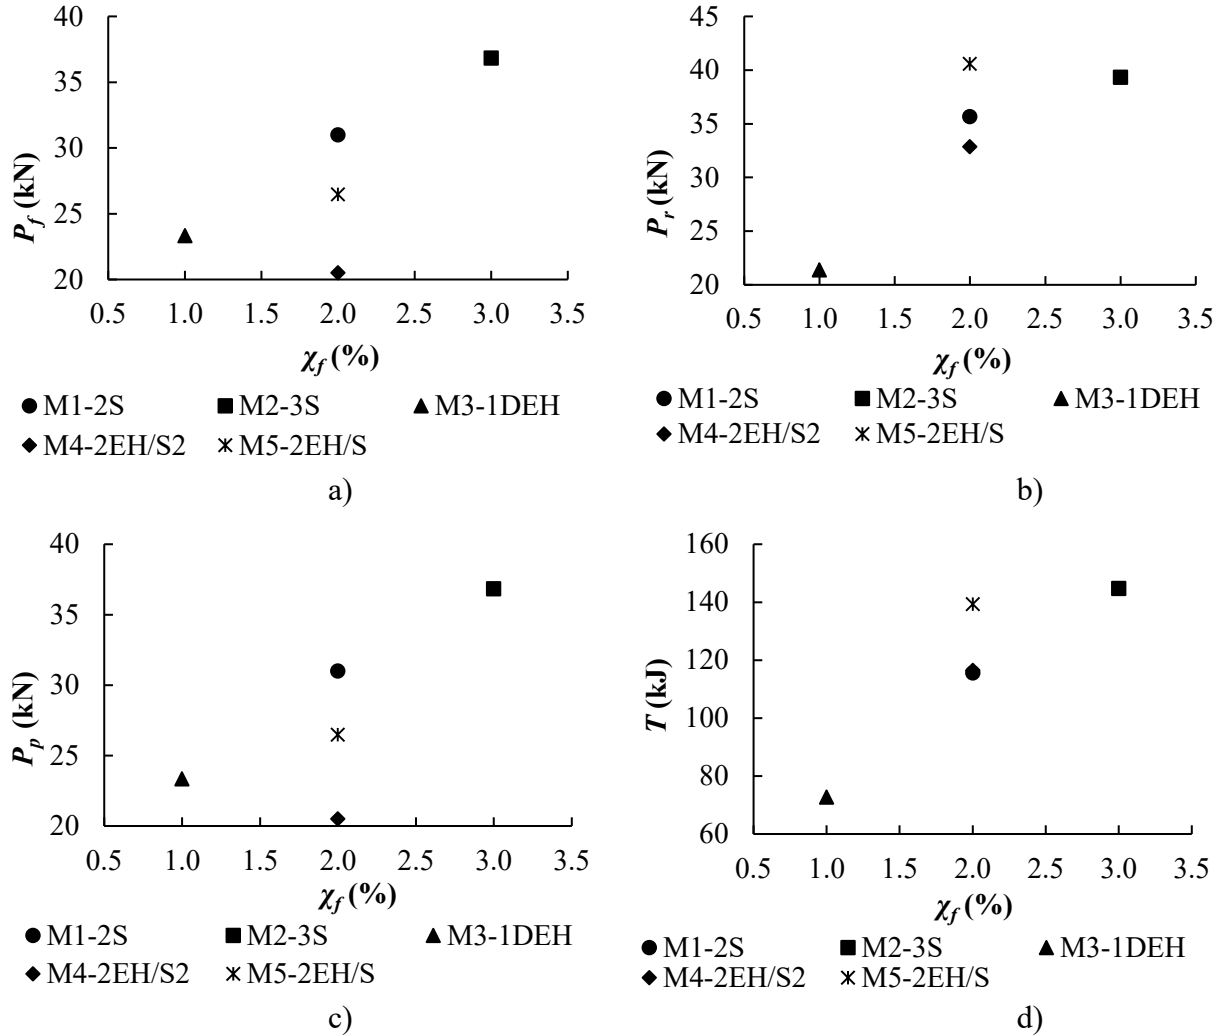 40
35
30
25
20
P_f (kN)
0.5 1.0 1.5 2.0 2.5 3.0 3.5
χ_f (%)
M1-2S M2-3S M3-1DEH
M4-2EH/S2 M5-2EH/S
a)
45
40
35
30
25
20
P_r (kN)
0.5 1.0 1.5 2.0 2.5 3.0 3.5
χ_f (%)
M1-2S M2-3S M3-1DEH
M4-2EH/S2 M5-2EH/S
b)
40
35
30
25
20
P_p (kN)
0.5 1.0 1.5 2.0 2.5 3.0 3.5
χ_f (%)
M1-2S M2-3S M3-1DEH
M4-2EH/S2 M5-2EH/S
c)
160
140
120
100
80
60
T (kJ)
0.5 1.0 1.5 2.0 2.5 3.0 3.5
χ_f (%)
M1-2S M2-3S M3-1DEH
M4-2EH/S2 M5-2EH/S
d)